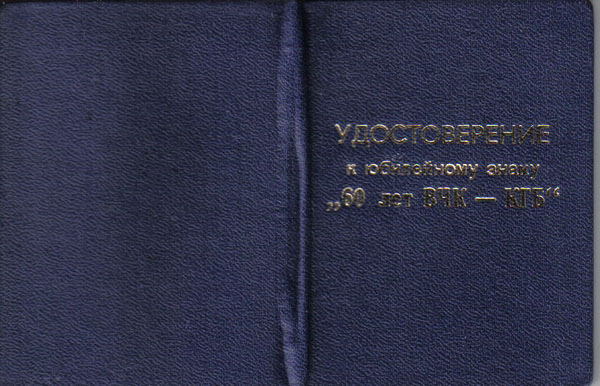 УДОСТОВЕРЕНИЕ
к юбилейному знаку
„60 лет ВЧК — КГБ“